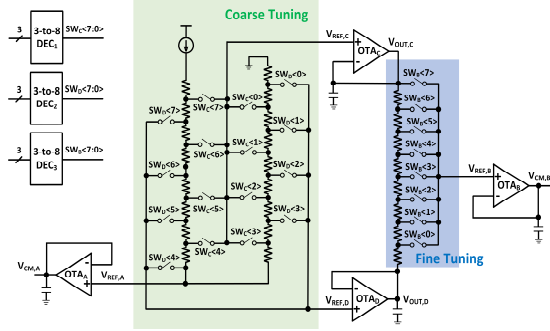 Coarse Tuning
3
3-to-8
DEC1
SWC<7:0>
3
3-to-8
DEC2
SWD<7:0>
3
3-to-8
DEC3
SWB<7:0>
SWD<7>
SWC<7>
SWC<0>
SWD<0>
SWD<6>
SWC<6>
SWC<1>
SWD<1>
SWD<5>
SWC<5>
SWC<2>
SWD<2>
SWD<4>
SWC<4>
SWC<3>
SWD<3>
VREF,C
OTAC
VOUT,C
SWB<7>
SWB<6>
SWB<5>
SWB<4>
SWB<3>
SWB<2>
SWB<1>
SWB<0>
Fine Tuning
VREF,B
OTAB
VCM,B
VCM,A
OTAA
VREF,A
VREF,D
OTAD
VOUT,D
+
-
+
-
+
-
+
-